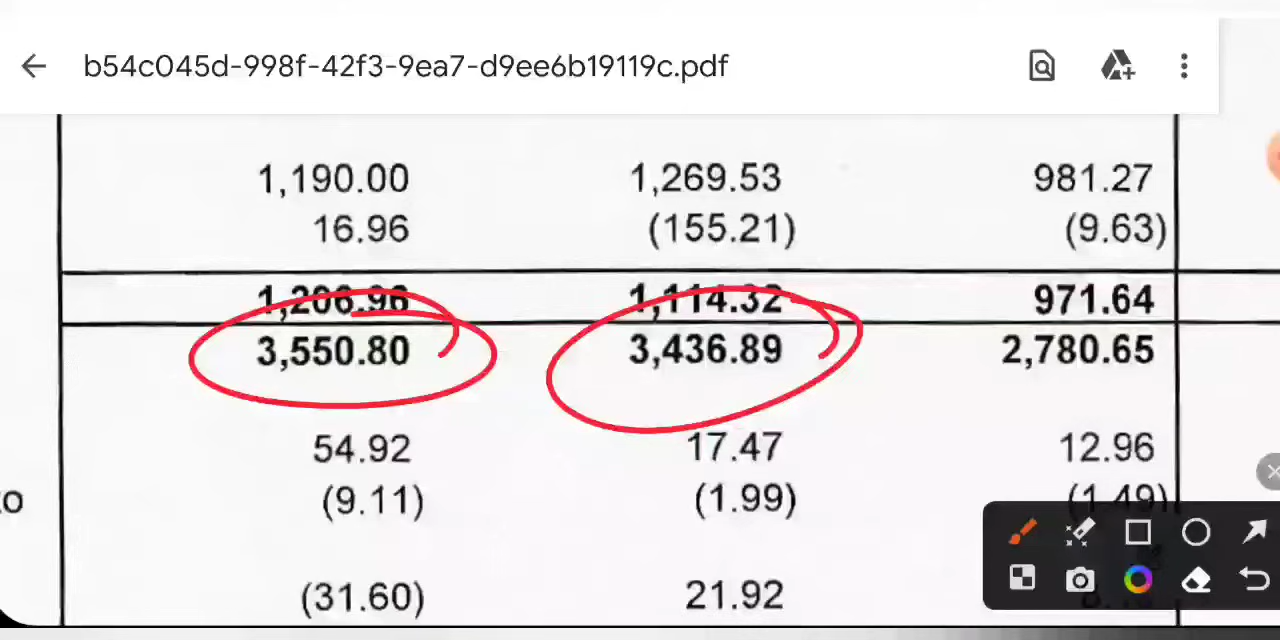 b54c045d-998f-42f3-9ea7-d9ee6b19119c.pdf
1,190.00 1,269.53 981.27
16.96 (155.21) (9.63)
1,206.96 1,114.32 971.64
3,550.80 3,436.89 2,780.65
54.92 17.47 12.96
(9.11) (1.99) (1.49)
(31.60) 21.92